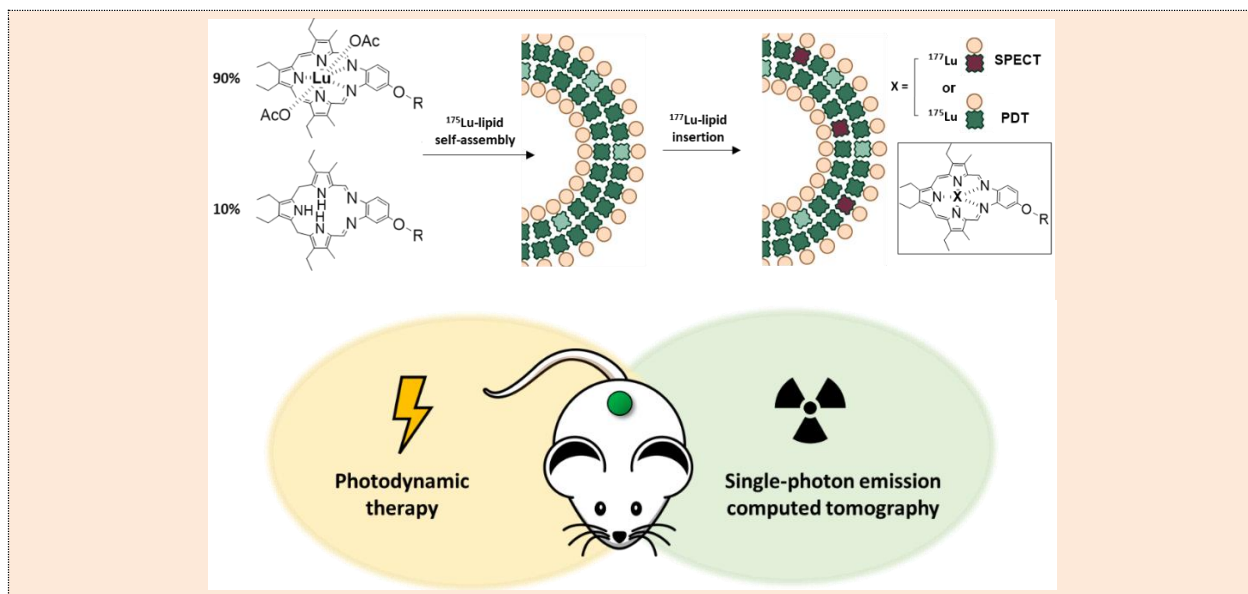 90%
OAc
N
N
N
Lu
N
N
AcO
O
R
10%
N
H
N
NH
H
N
N
O
R
175Lu-lipid
self-assembly
177Lu-lipid
insertion
X =
177Lu
SPECT
or
175Lu
PDT
N
N
N
X
N
N
O
R
Photodynamic
therapy
Single-photon emission
computed tomography